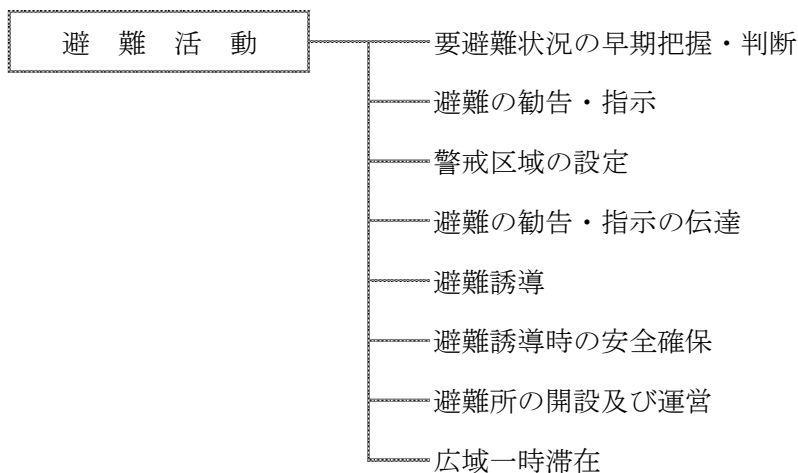 避難活動
要避難状況の早期把握・判断
避難の勧告・指示
警戒区域の設定
避難の勧告・指示の伝達
避難誘導
避難誘導時の安全確保
避難所の開設及び運営
広域一時滞在